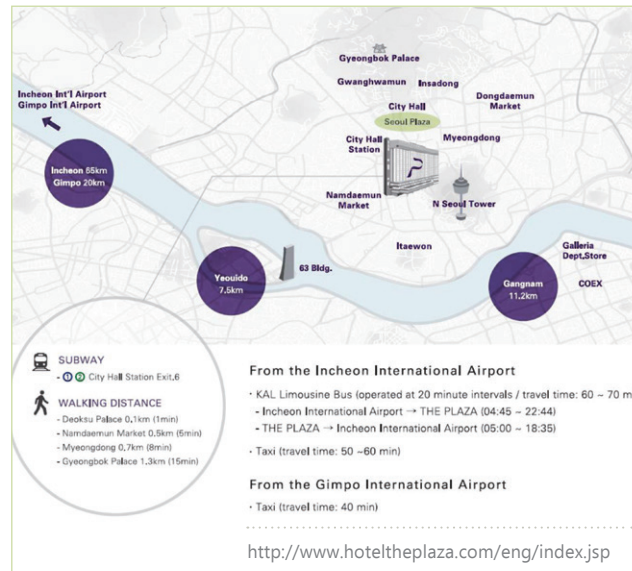 Gyeongbok Palace
Gwanghwamun Insadong
Incheon Int'l Airport
Gimpo Int'l Airport
Dongdaemun
Market
City Hall
Seoul Plaza
City Hall
Station
Myeongdong
Incheon 55km
Gimpo 20km
Namdaemun
Market
N Seoul Tower
Itaewon
Galleria
Dept.Store
63 Bldg.
Yeouido
7.5km
Gangnam
11.2km
COEX
SUBWAY
- 1 2 City Hall Station Exit.6
WALKING DISTANCE
- Deoksu Palace 0.1km (1min)
- Namdaemun Market 0.5km (5min)
- Myeongdong 0.7km (8min)
- Gyeongbok Palace 1.3km (15min)
From the Incheon International Airport
· KAL Limousine Bus (operated at 20 minute intervals / travel time: 60 ~ 70 m
- Incheon International Airport → THE PLAZA (04:45 ~ 22:44)
- THE PLAZA → Incheon International Airport (05:00 ~ 18:35)
· Taxi (travel time: 50 ~60 min)
From the Gimpo International Airport
· Taxi (travel time: 40 min)
http://www.hoteltheplaza.com/eng/index.jsp